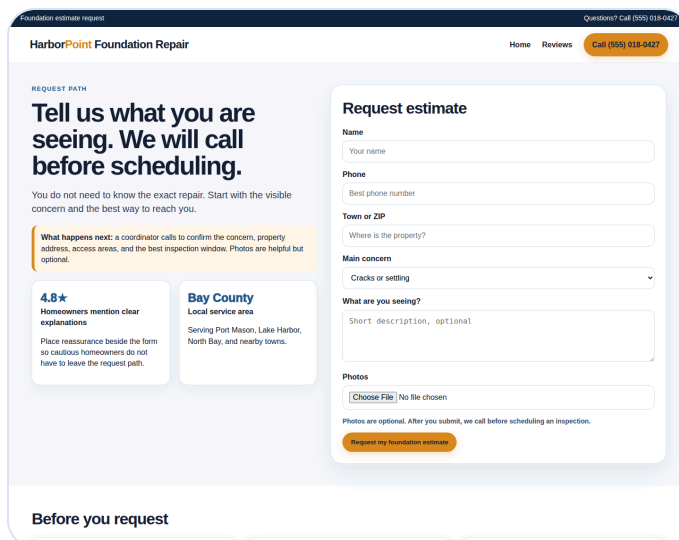 Foundation estimate request
Questions? Call (555) 018-0427
HarborPoint Foundation Repair
Home
Reviews
Call (555) 018-0427
REQUEST PATH
Tell us what you are
seeing. We will call
before scheduling.
You do not need to know the exact repair. Start with the visible
concern and the best way to reach you.
What happens next: a coordinator calls to confirm the concern, property
address, access areas, and the best inspection window. Photos are helpful but
optional.
4.8★
Homeowners mention clear
explanations
Place reassurance beside the form
so cautious homeowners do not
have to leave the request path.
Bay County
Local service area
Serving Port Mason, Lake Harbor,
North Bay, and nearby towns.
Request estimate
Name
Your name
Phone
Best phone number
Town or ZIP
Where is the property?
Main concern
Cracks or settling
What are you seeing?
Short description, optional
Photos
Choose File No file chosen
Photos are optional. After you submit, we call before scheduling an inspection.
Request my foundation estimate
Before you request